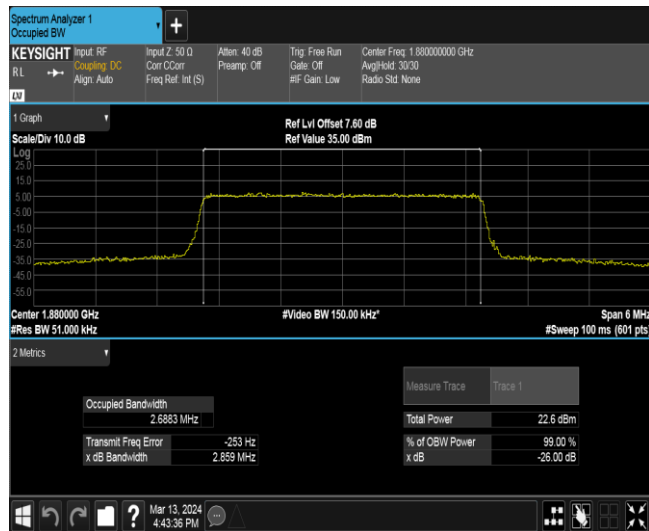 Spectrum Analyzer 1
Occupied BW
+
KEYSIGHT
RL
LXI
Input: RF
Coupling: DC
Align: Auto
Input Z: 50 Ω
Corr CCorr
Freq Ref: Int (S)
Atten: 40 dB
Preamp: Off
Trig: Free Run
Gate: Off
#IF Gain: Low
Center Freq: 1.880000000 GHz
Avg|Hold: 30/30
Radio Std: None
1 Graph
Scale/Div 10.0 dB
Ref Lvl Offset 7.60 dB
Ref Value 35.00 dBm
Log
25.0
15.0
5.00
-5.00
-15.0
-25.0
-35.0
-45.0
-55.0
Center 1.880000 GHz
#Res BW 51.000 kHz
#Video BW 150.00 kHz*
Span 6 MHz
#Sweep 100 ms (601 pts)
2 Metrics
Measure Trace Trace 1
Occupied Bandwidth
2.6883 MHz
Total Power 22.6 dBm
Transmit Freq Error -253 Hz
% of OBW Power 99.00 %
x dB Bandwidth 2.859 MHz
x dB -26.00 dB
?
Mar 13, 2024
4:43:36 PM